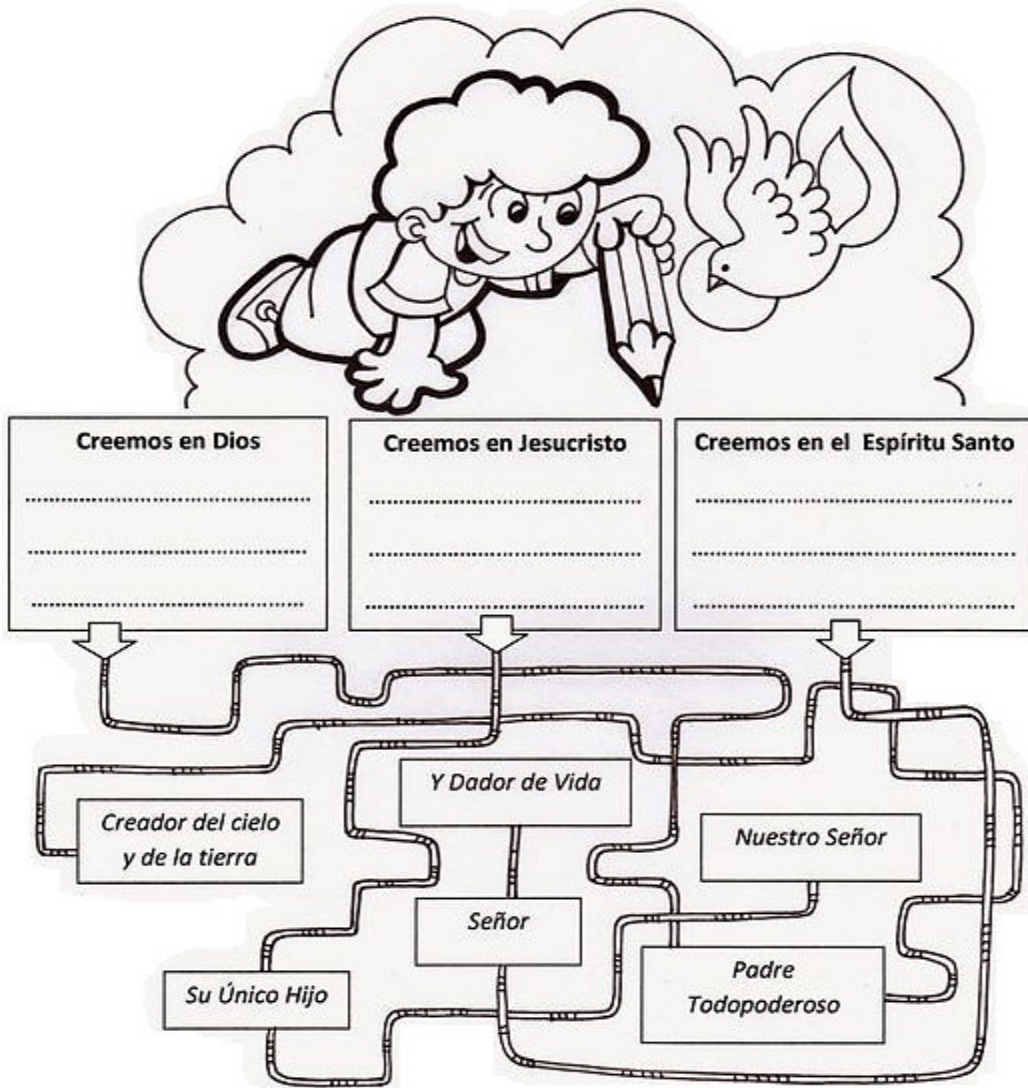 Creemos en Dios
Creemos en Jesucristo
Creemos en el Espíritu Santo
Y Dador de Vida
Creador del cielo
y de la tierra
Nuestro Señor
Señor
Padre
Todopoderoso
Su Único Hijo